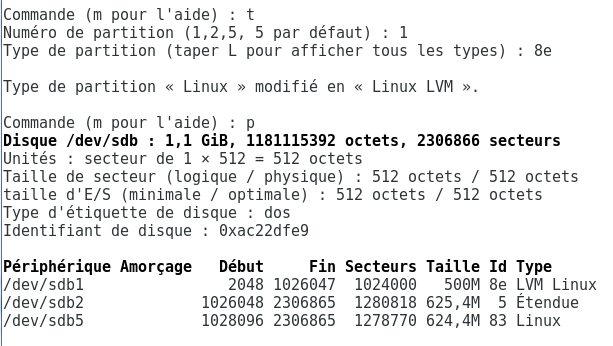 Commande (m pour l'aide) : t
Numéro de partition (1,2,5, 5 par défaut) : 1
Type de partition (taper L pour afficher tous les types) : 8e
Type de partition « Linux » modifié en « Linux LVM ».
Commande (m pour l'aide) : p
Disque /dev/sdb : 1,1 GiB, 1181115392 octets, 2306866 secteurs
Unités : secteur de 1 × 512 = 512 octets
Taille de secteur (logique / physique) : 512 octets / 512 octets
taille d'E/S (minimale / optimale) : 512 octets / 512 octets
Type d'étiquette de disque : dos
Identifiant de disque : 0xac22dfe9
Périphérique Amorçage Début Fin Secteurs Taille Id Type
/dev/sdb1 2048 1026047 1024000 500M 8e LVM Linux
/dev/sdb2 1026048 2306865 1280818 625,4M 5 Étendue
/dev/sdb5 1028096 2306865 1278770 624,4M 83 Linux